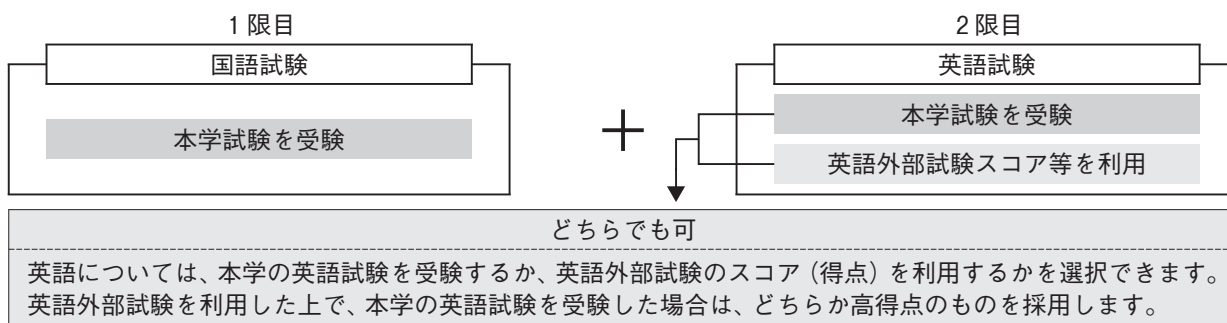 1限目
国語試験
本学試験を受験
＋
2限目
英語試験
本学試験を受験
英語外部試験スコア等を利用
どちらでも可
英語については、本学の英語試験を受験するか、英語外部試験のスコア（得点）を利用するかを選択できます。
英語外部試験を利用した上で、本学の英語試験を受験した場合は、どちらか高得点のものを採用します。